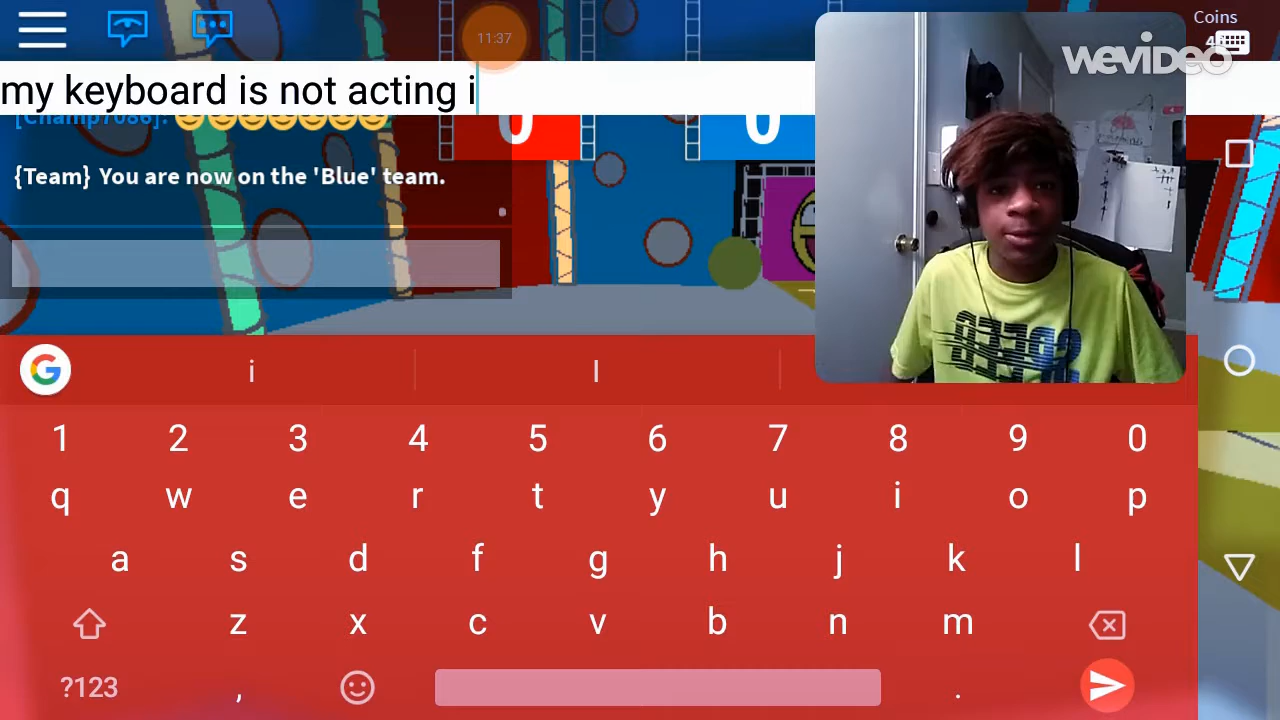 11:37
Coins
WEVIDEO
my keyboard is not acting i
[Champ7086]:
0 0
{Team} You are now on the 'Blue' team.
i I
1 2 3 4 5 6 7 8 9 0
q w e r t y u i o p
a s d f g h j k l
z x c v b n m
?123 , .